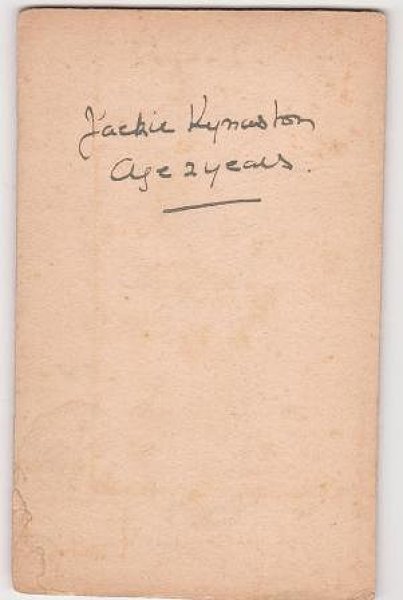 Jackie Kynaston
Age 2 years.